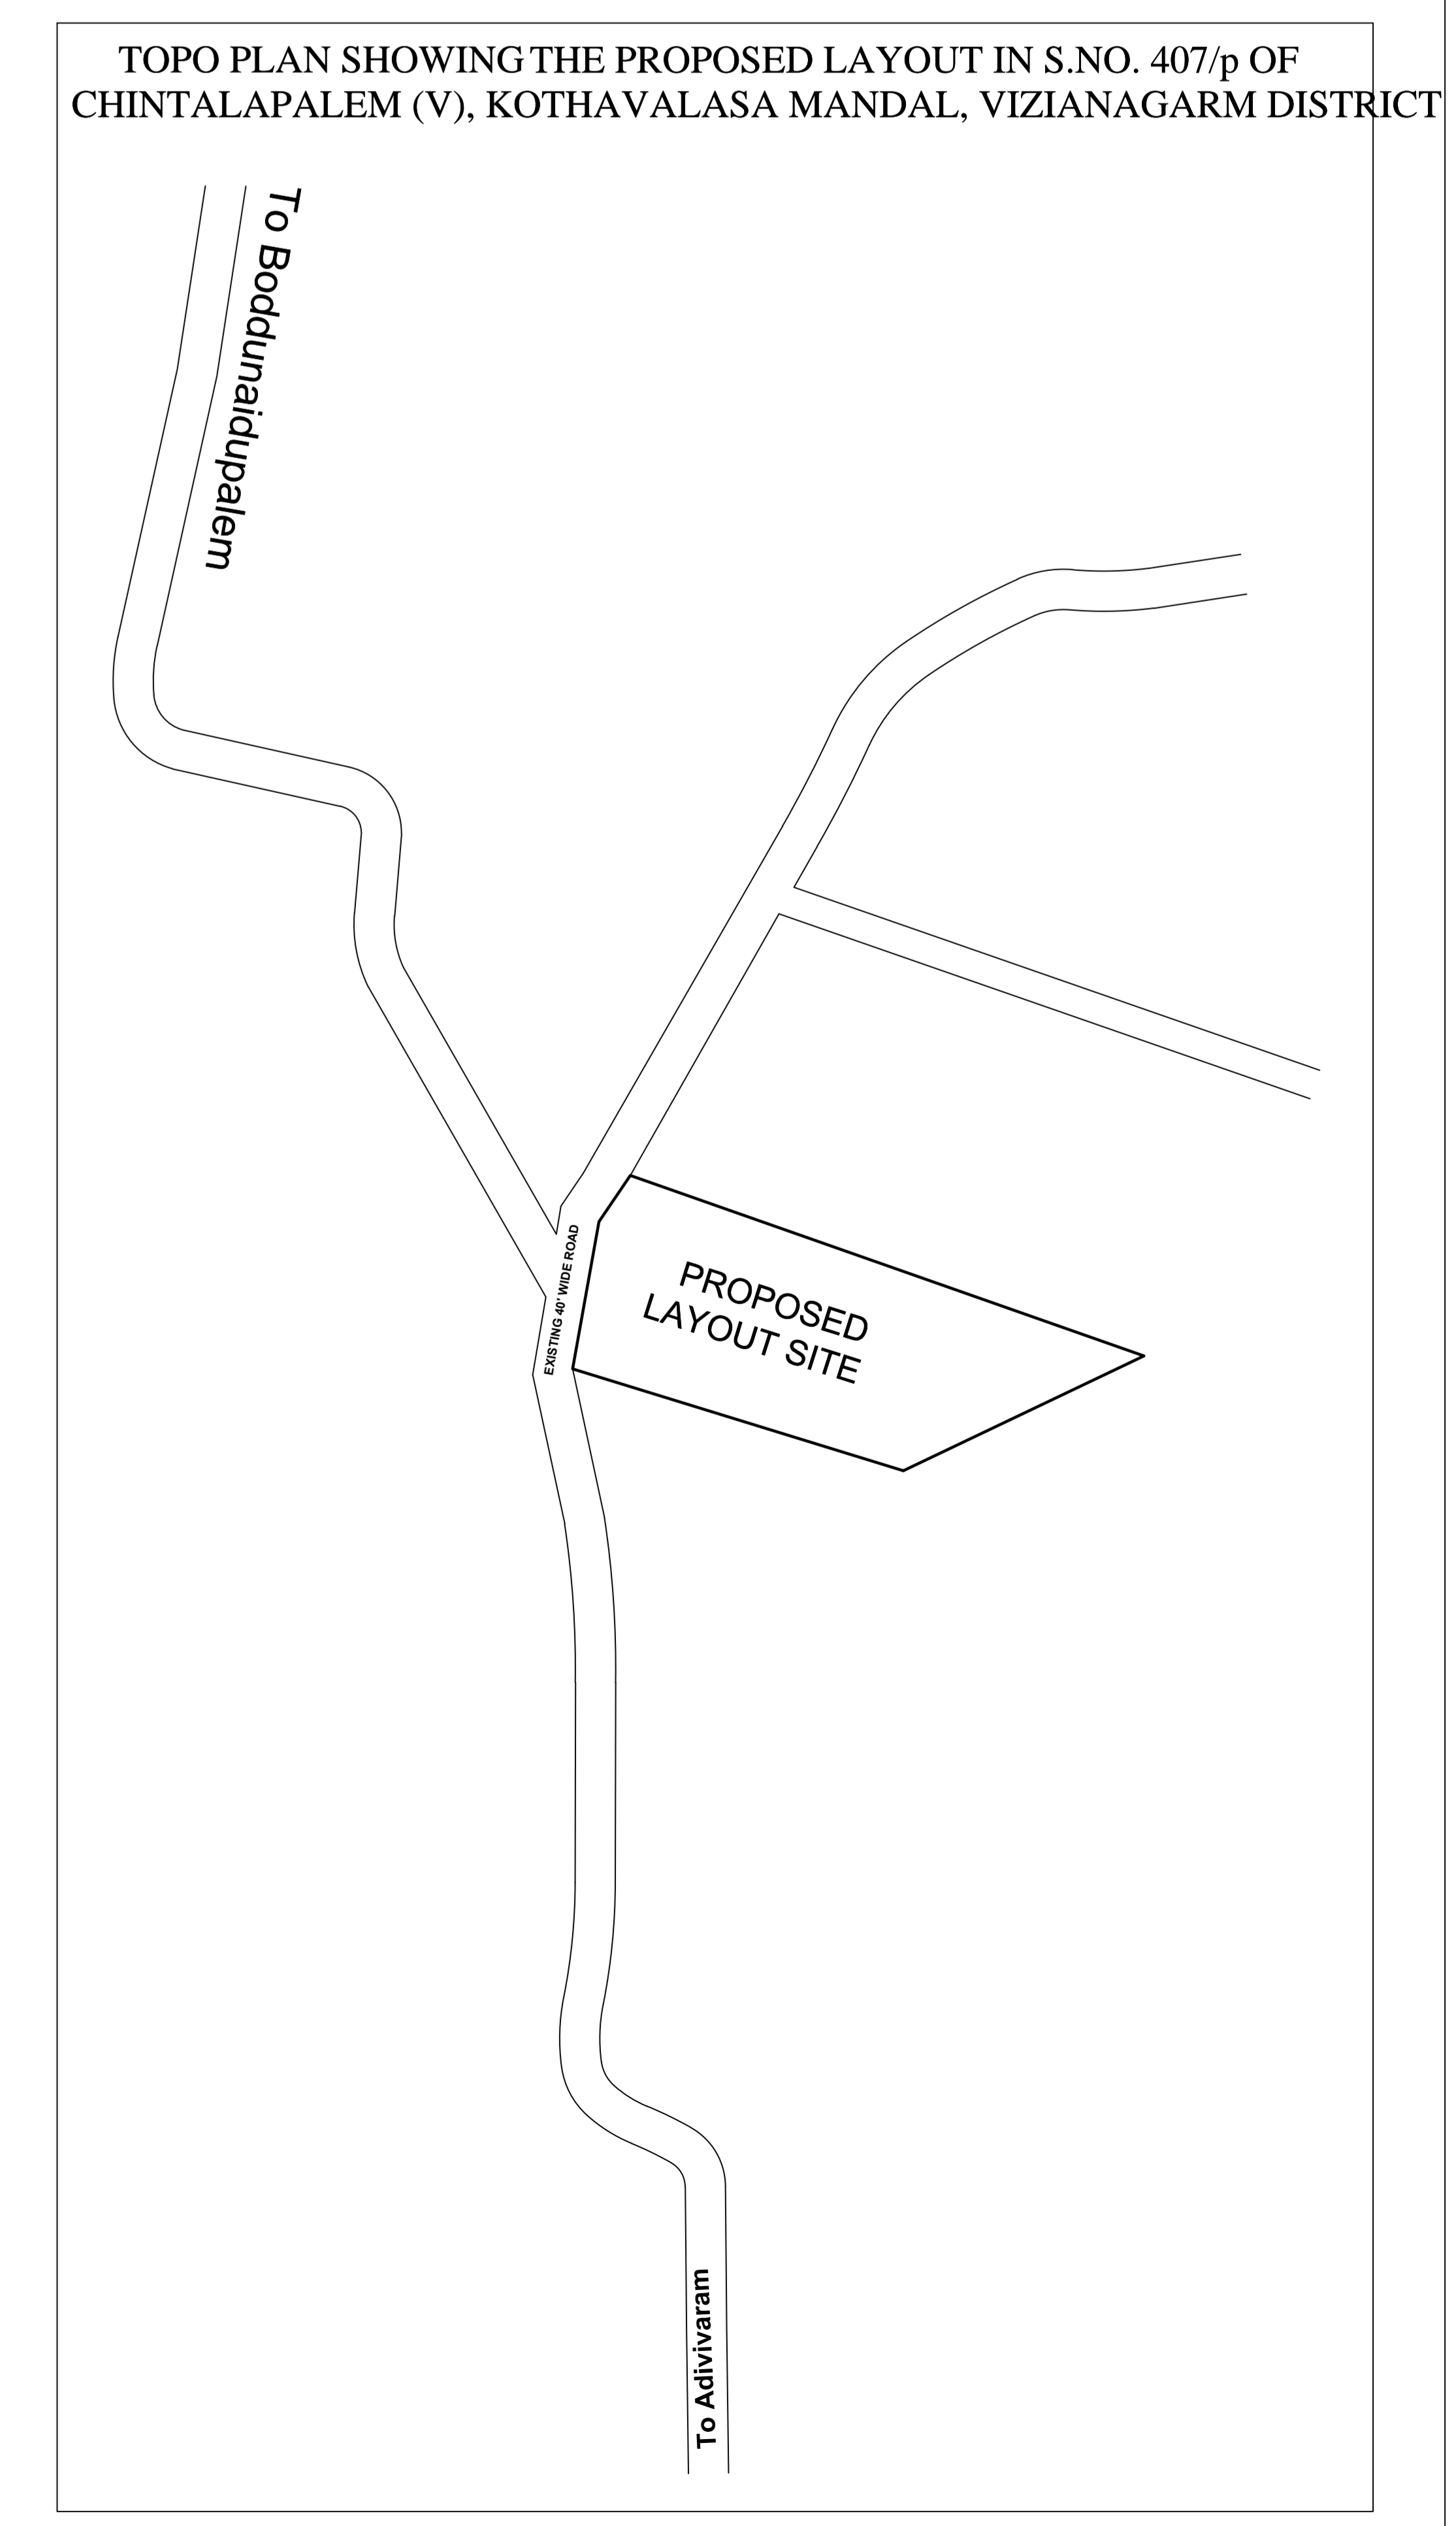 TOPO PLAN SHOWING THE PROPOSED LAYOUT IN S.NO. 407/p OF
CHINTALAPALEM (V), KOTHAVALASA MANDAL, VIZIANAGARM DISTRICT
To Boddunaidupalem
EXISTING 40' WIDE ROAD
PROPOSED
LAYOUT SITE
To Adivivaram